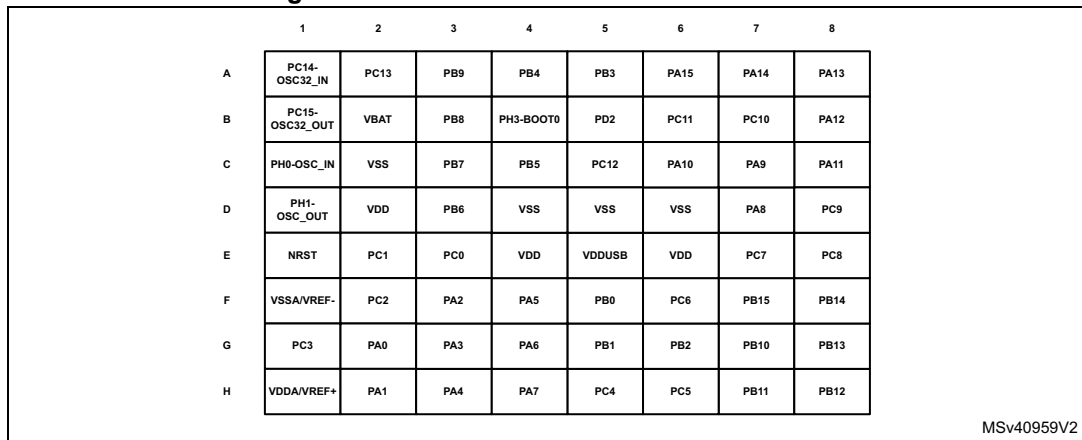 1 2 3 4 5 6 7 8
A PC14-OSC32_IN PC13 PB9 PB4 PB3 PA15 PA14 PA13
B PC15-OSC32_OUT VBAT PB8 PH3-BOOT0 PD2 PC11 PC10 PA12
C PH0-OSC_IN VSS PB7 PB5 PC12 PA10 PA9 PA11
D PH1-OSC_OUT VDD PB6 VSS VSS VSS PA8 PC9
E NRST PC1 PC0 VDD VDDUSB VDD PC7 PC8
F VSSA/VREF- PC2 PA2 PA5 PB0 PC6 PB15 PB14
G PC3 PA0 PA3 PA6 PB1 PB2 PB10 PB13
H VDDA/VREF+ PA1 PA4 PA7 PC4 PC5 PB11 PB12
MSv40959V2